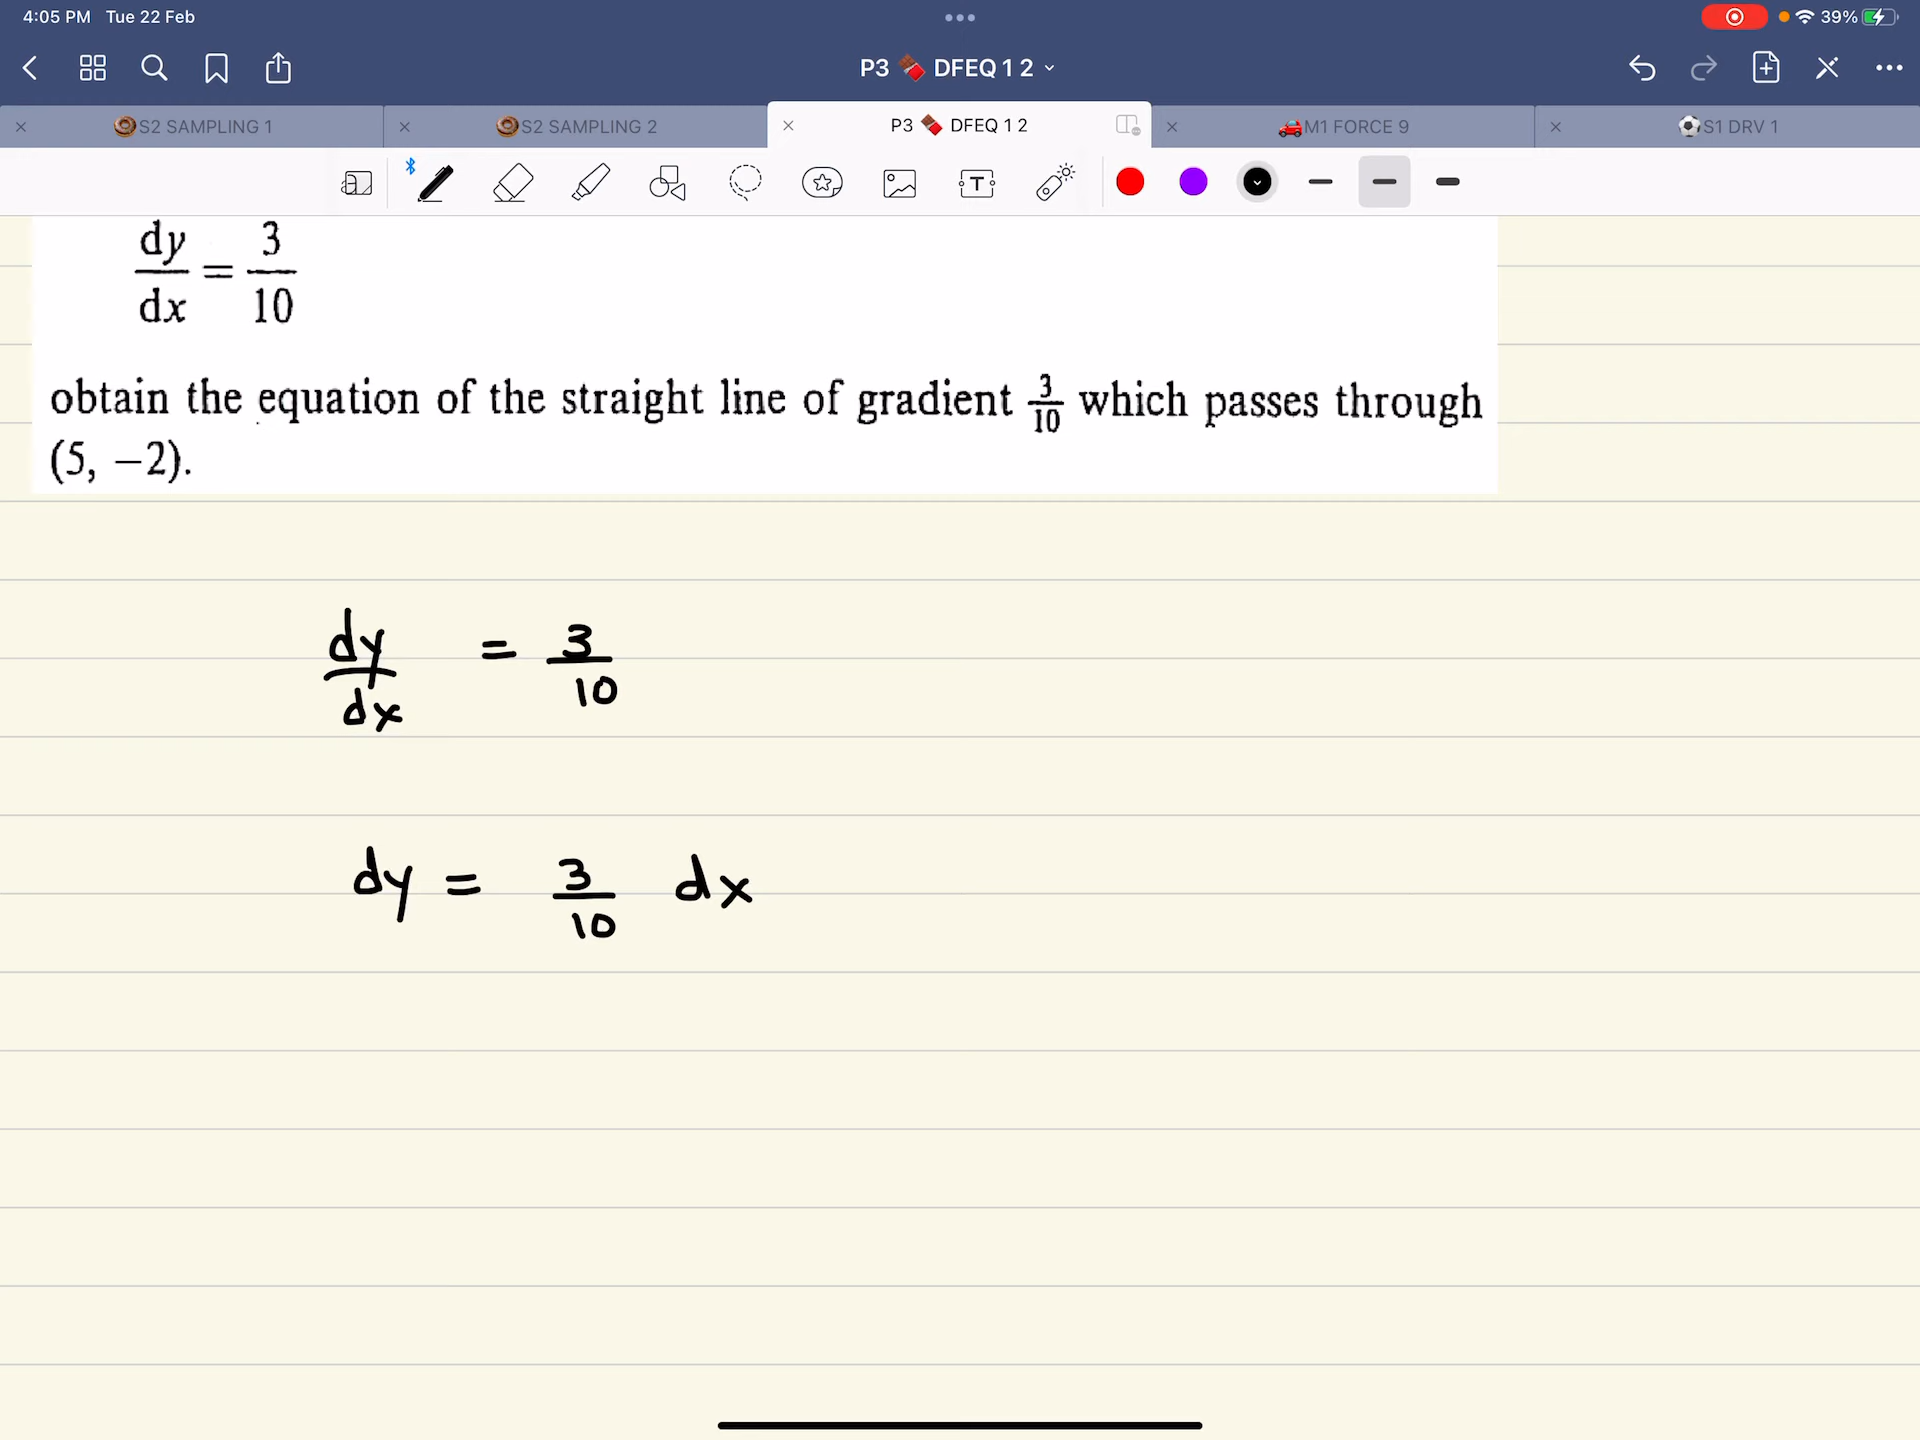 4:05 PM Tue 22 Feb
39%
P3 🍫 DFEQ 1 2
S2 SAMPLING 1
S2 SAMPLING 2
P3 🍫 DFEQ 1 2
M1 FORCE 9
S1 DRV 1
dy/dx = 3/10
obtain the equation of the straight line of gradient 3/10 which passes through
(5, −2).
dy/dx = 3/10
dy = 3/10 dx